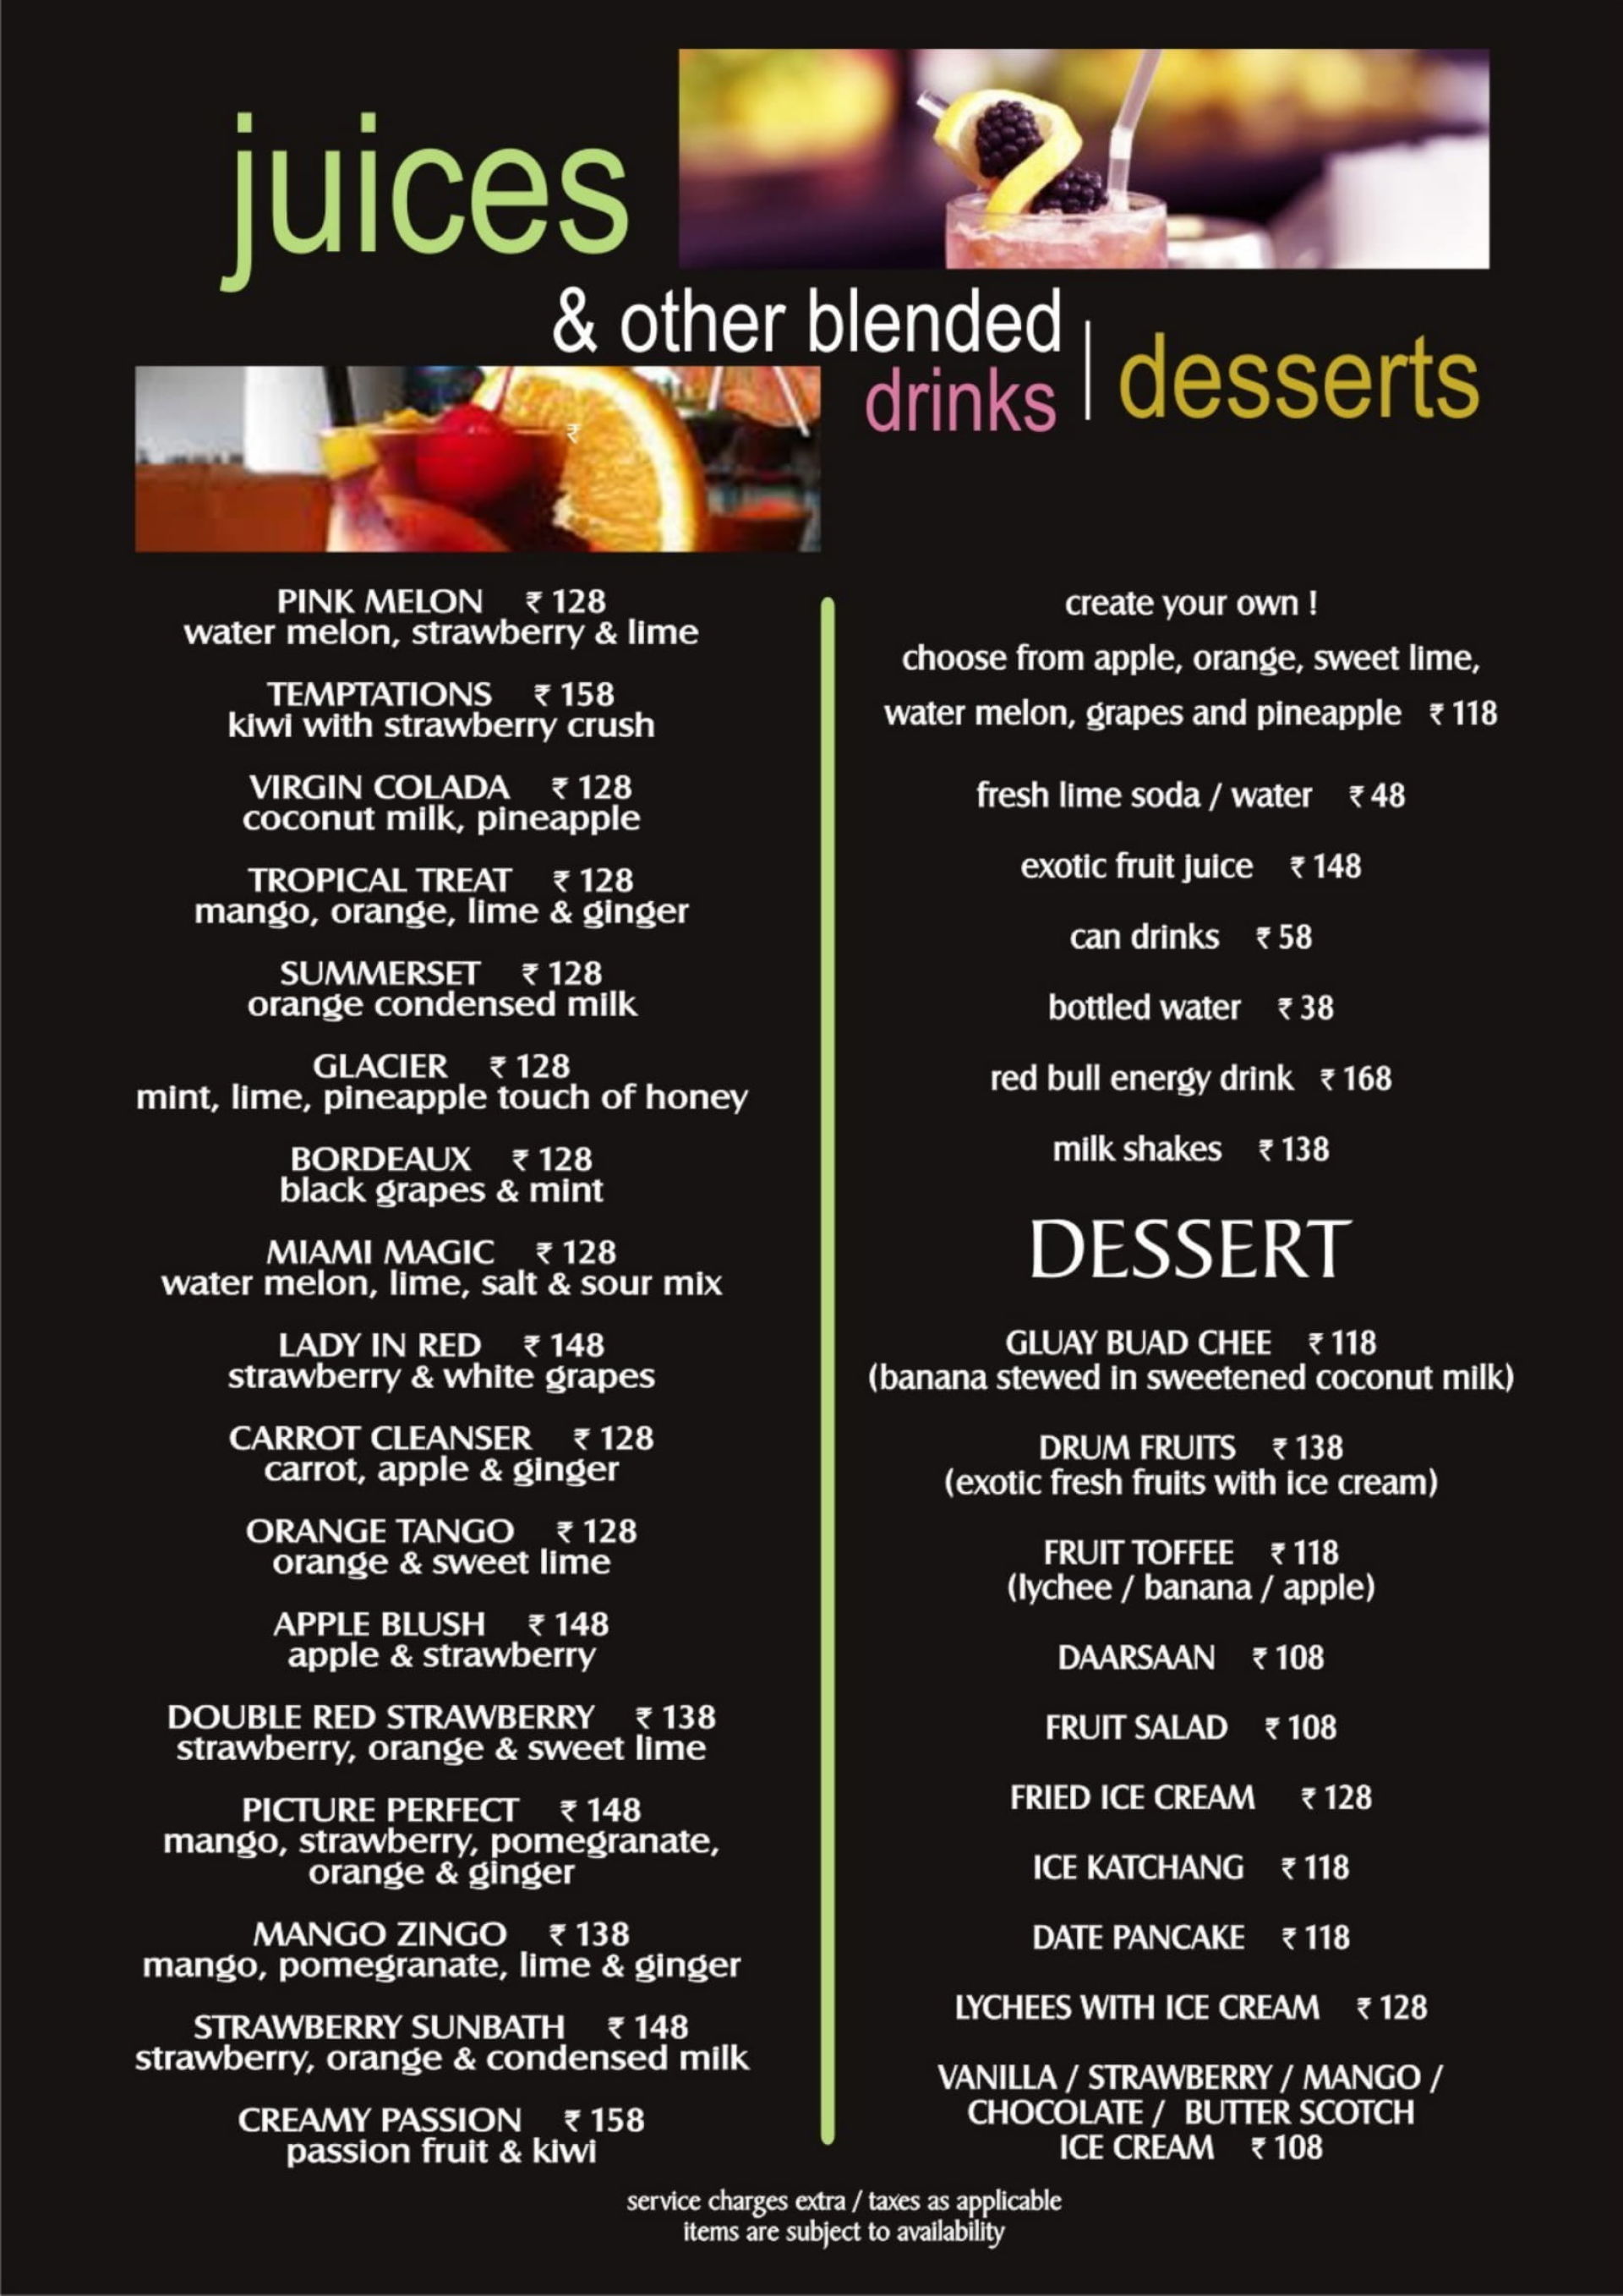 juices
& other blended
drinks
desserts
₹
PINK MELON ₹ 128
water melon, strawberry & lime
TEMPTATIONS ₹ 158
kiwi with strawberry crush
VIRGIN COLADA ₹ 128
coconut milk, pineapple
TROPICAL TREAT ₹ 128
mango, orange, lime & ginger
SUMMERSET ₹ 128
orange condensed milk
GLACIER ₹ 128
mint, lime, pineapple touch of honey
BORDEAUX ₹ 128
black grapes & mint
MIAMI MAGIC ₹ 128
water melon, lime, salt & sour mix
LADY IN RED ₹ 148
strawberry & white grapes
CARROT CLEANSER ₹ 128
carrot, apple & ginger
ORANGE TANGO ₹ 128
orange & sweet lime
APPLE BLUSH ₹ 148
apple & strawberry
DOUBLE RED STRAWBERRY ₹ 138
strawberry, orange & sweet lime
PICTURE PERFECT ₹ 148
mango, strawberry, pomegranate,
orange & ginger
MANGO ZINGO ₹ 138
mango, pomegranate, lime & ginger
STRAWBERRY SUNBATH ₹ 148
strawberry, orange & condensed milk
CREAMY PASSION ₹ 158
passion fruit & kiwi
create your own !
choose from apple, orange, sweet lime,
water melon, grapes and pineapple ₹ 118
fresh lime soda / water ₹ 48
exotic fruit juice ₹ 148
can drinks ₹ 58
bottled water ₹ 38
red bull energy drink ₹ 168
milk shakes ₹ 138
DESSERT
GLUAY BUAD CHEE ₹ 118
(banana stewed in sweetened coconut milk)
DRUM FRUITS ₹ 138
(exotic fresh fruits with ice cream)
FRUIT TOFFEE ₹ 118
(lychee / banana / apple)
DAARSAAN ₹ 108
FRUIT SALAD ₹ 108
FRIED ICE CREAM ₹ 128
ICE KATCHANG ₹ 118
DATE PANCAKE ₹ 118
LYCHEES WITH ICE CREAM ₹ 128
VANILLA / STRAWBERRY / MANGO /
CHOCOLATE / BUTTER SCOTCH
ICE CREAM ₹ 108
service charges extra / taxes as applicable
items are subject to availability